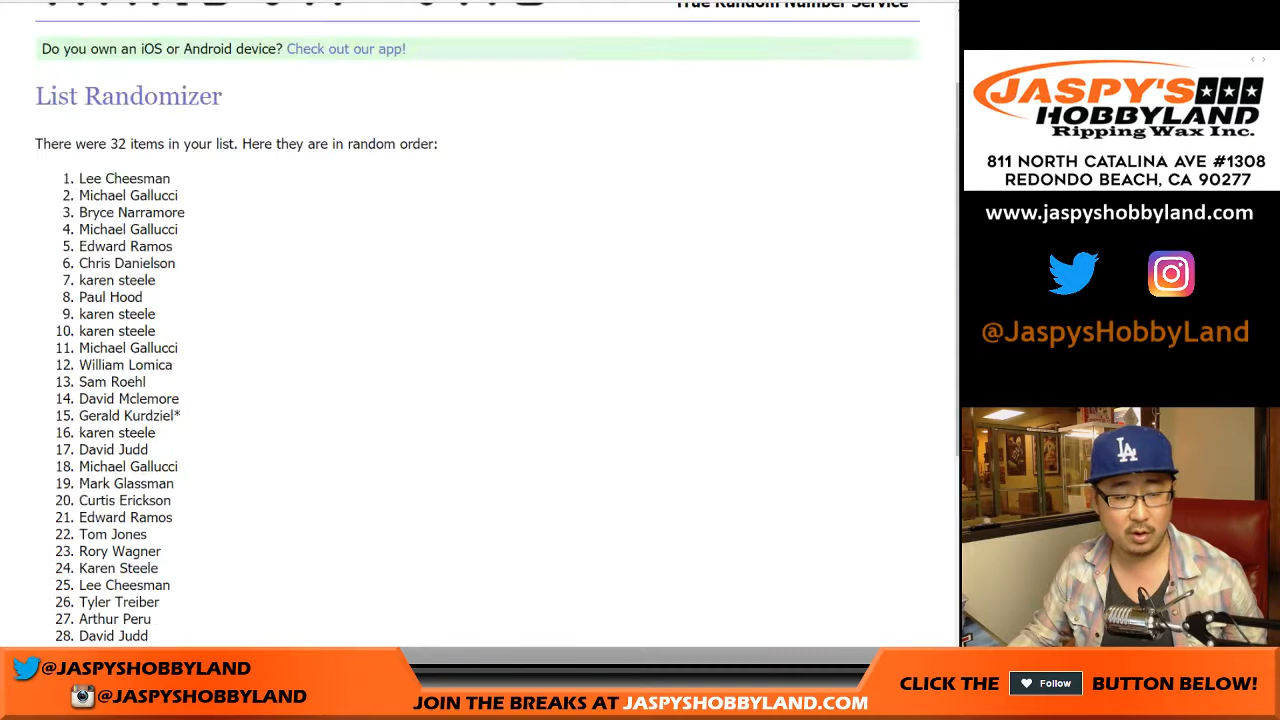 True Random Number Service
Do you own an iOS or Android device? Check out our app!
List Randomizer
There were 32 items in your list. Here they are in random order:
1. Lee Cheesman
2. Michael Gallucci
3. Bryce Narramore
4. Michael Gallucci
5. Edward Ramos
6. Chris Danielson
7. karen steele
8. Paul Hood
9. karen steele
10. karen steele
11. Michael Gallucci
12. William Lomica
13. Sam Roehl
14. David Mclemore
15. Gerald Kurdziel*
16. karen steele
17. David Judd
18. Michael Gallucci
19. Mark Glassman
20. Curtis Erickson
21. Edward Ramos
22. Tom Jones
23. Rory Wagner
24. Karen Steele
25. Lee Cheesman
26. Tyler Treiber
27. Arthur Peru
28. David Judd
JASPY'S
HOBBYLAND
Ripping Wax Inc.
811 NORTH CATALINA AVE #1308
REDONDO BEACH, CA 90277
www.jaspyshobbyland.com
@JaspysHobbyLand
LA
@JASPYSHOBBYLAND
@JASPYSHOBBYLAND
JOIN THE BREAKS AT JASPYSHOBBYLAND.COM
CLICK THE Follow BUTTON BELOW!